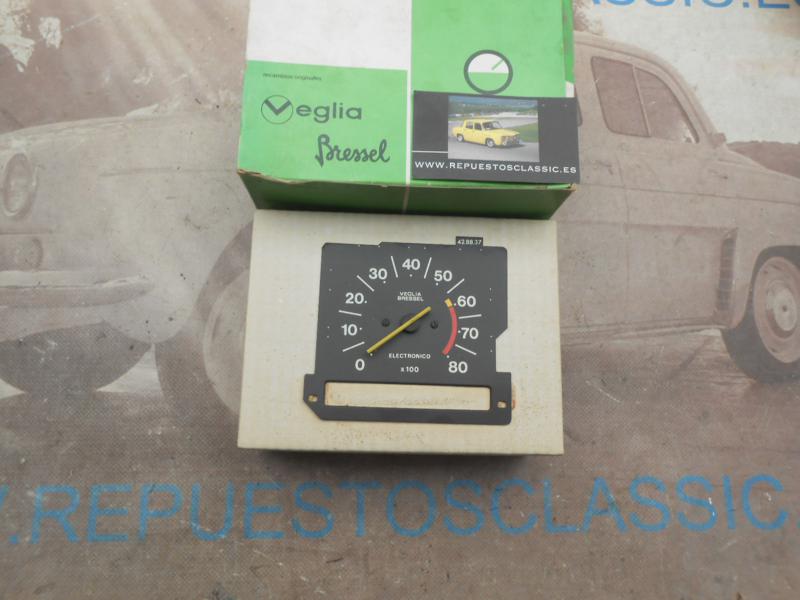 recambios originales
Veglia
Bressel
WWW.REPUESTOSCLASSIC.ES
42.88.37
0
10
20
30
40
50
60
70
80
VEGLIA
BRESSEL
ELECTRONICO
x 100
W.REPUESTOSCLASSIC.